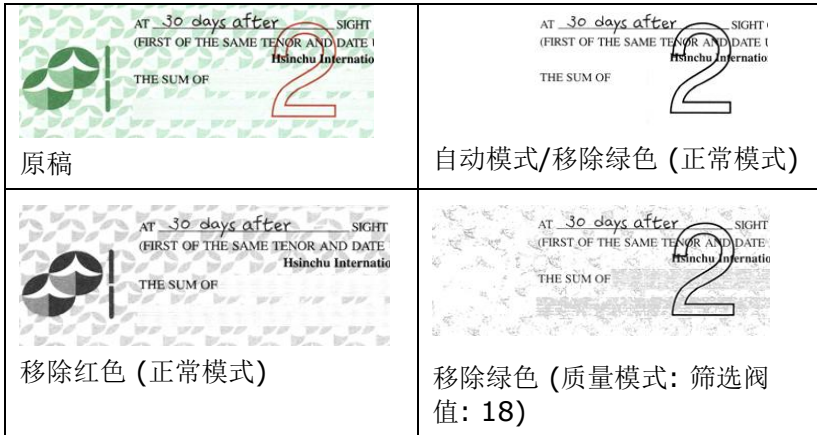 AT 30 days after SIGHT
(FIRST OF THE SAME TENOR AND DATE
Hsinchu Internatio
THE SUM OF
2
原稿
AT 30 days after SIGHT
(FIRST OF THE SAME TENOR AND DATE
Hsinchu Internatio
THE SUM OF
2
自动模式/移除绿色 (正常模式)
AT 30 days after SIGHT
(FIRST OF THE SAME TENOR AND DATE
Hsinchu Internatio
THE SUM OF
移除红色 (正常模式)
AT 30 days after SIGHT
(FIRST OF THE SAME TENOR AND DATE
Hsinchu Internatio
THE SUM OF
2
移除绿色 (质量模式: 筛选阀
值: 18)